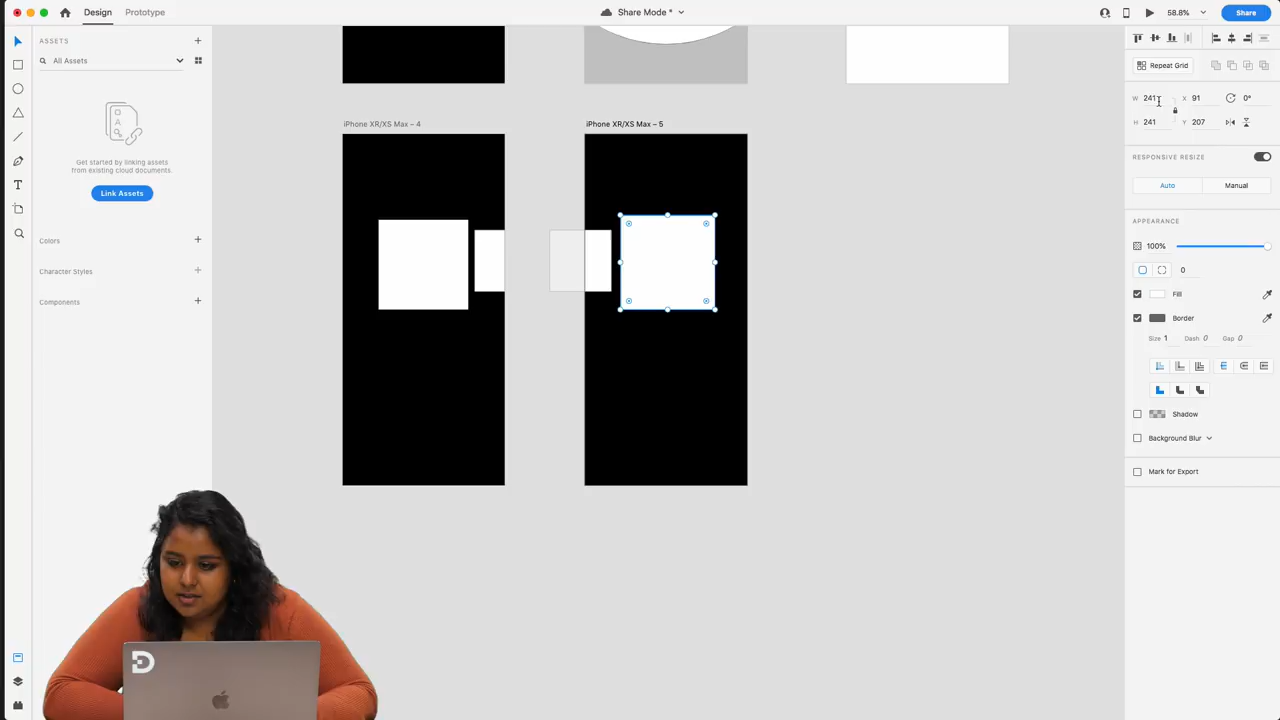 Design
Prototype
Share Mode *
58.8%
Share
ASSETS
All Assets
Get started by linking assets
from existing cloud documents.
Link Assets
Colors
Character Styles
Components
iPhone XR/XS Max – 4
iPhone XR/XS Max – 5
Repeat Grid
W 241
X 91
0°
H 241
Y 207
RESPONSIVE RESIZE
Auto
Manual
APPEARANCE
100%
0
Fill
Border
Size 1
Dash 0
Gap 0
Shadow
Background Blur
Mark for Export